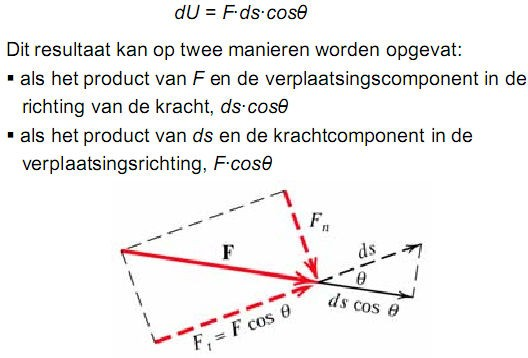 dU = F·ds·cosθ
Dit resultaat kan op twee manieren worden opgevat:
▪ als het product van F en de verplaatsingscomponent in de
richting van de kracht, ds·cosθ
▪ als het product van ds en de krachtcomponent in de
verplaatsingsrichting, F·cosθ
Fn
F
ds
θ
ds cos θ
F1 = F cos θ